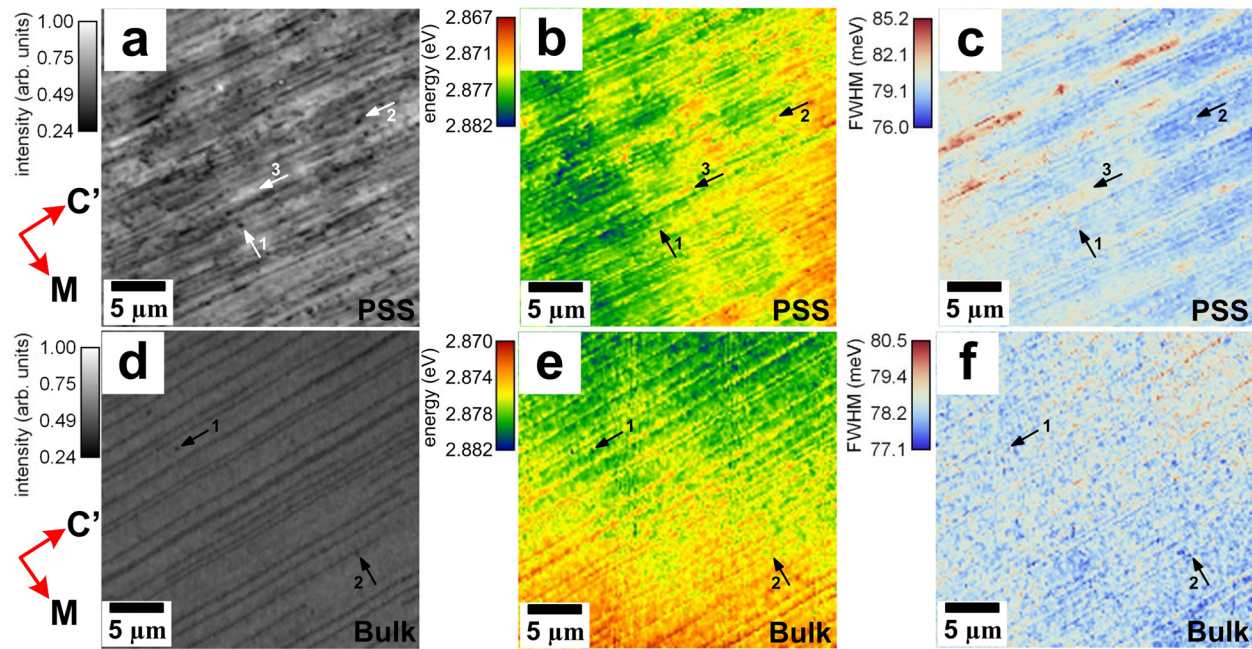 a
intensity (arb. units)
1.00
0.75
0.49
0.24
1
2
3
C’
M
5 µm
PSS
b
energy (eV)
2.867
2.871
2.877
2.882
1
2
3
5 µm
c
FWHM (meV)
85.2
82.1
79.1
76.0
1
2
3
5 µm
PSS
d
intensity (arb. units)
1.00
0.75
0.49
0.24
1
2
C’
M
5 µm
Bulk
e
energy (eV)
2.870
2.874
2.878
2.882
1
2
5 µm
f
FWHM (meV)
80.5
79.4
78.2
77.1
1
2
5 µm
Bulk